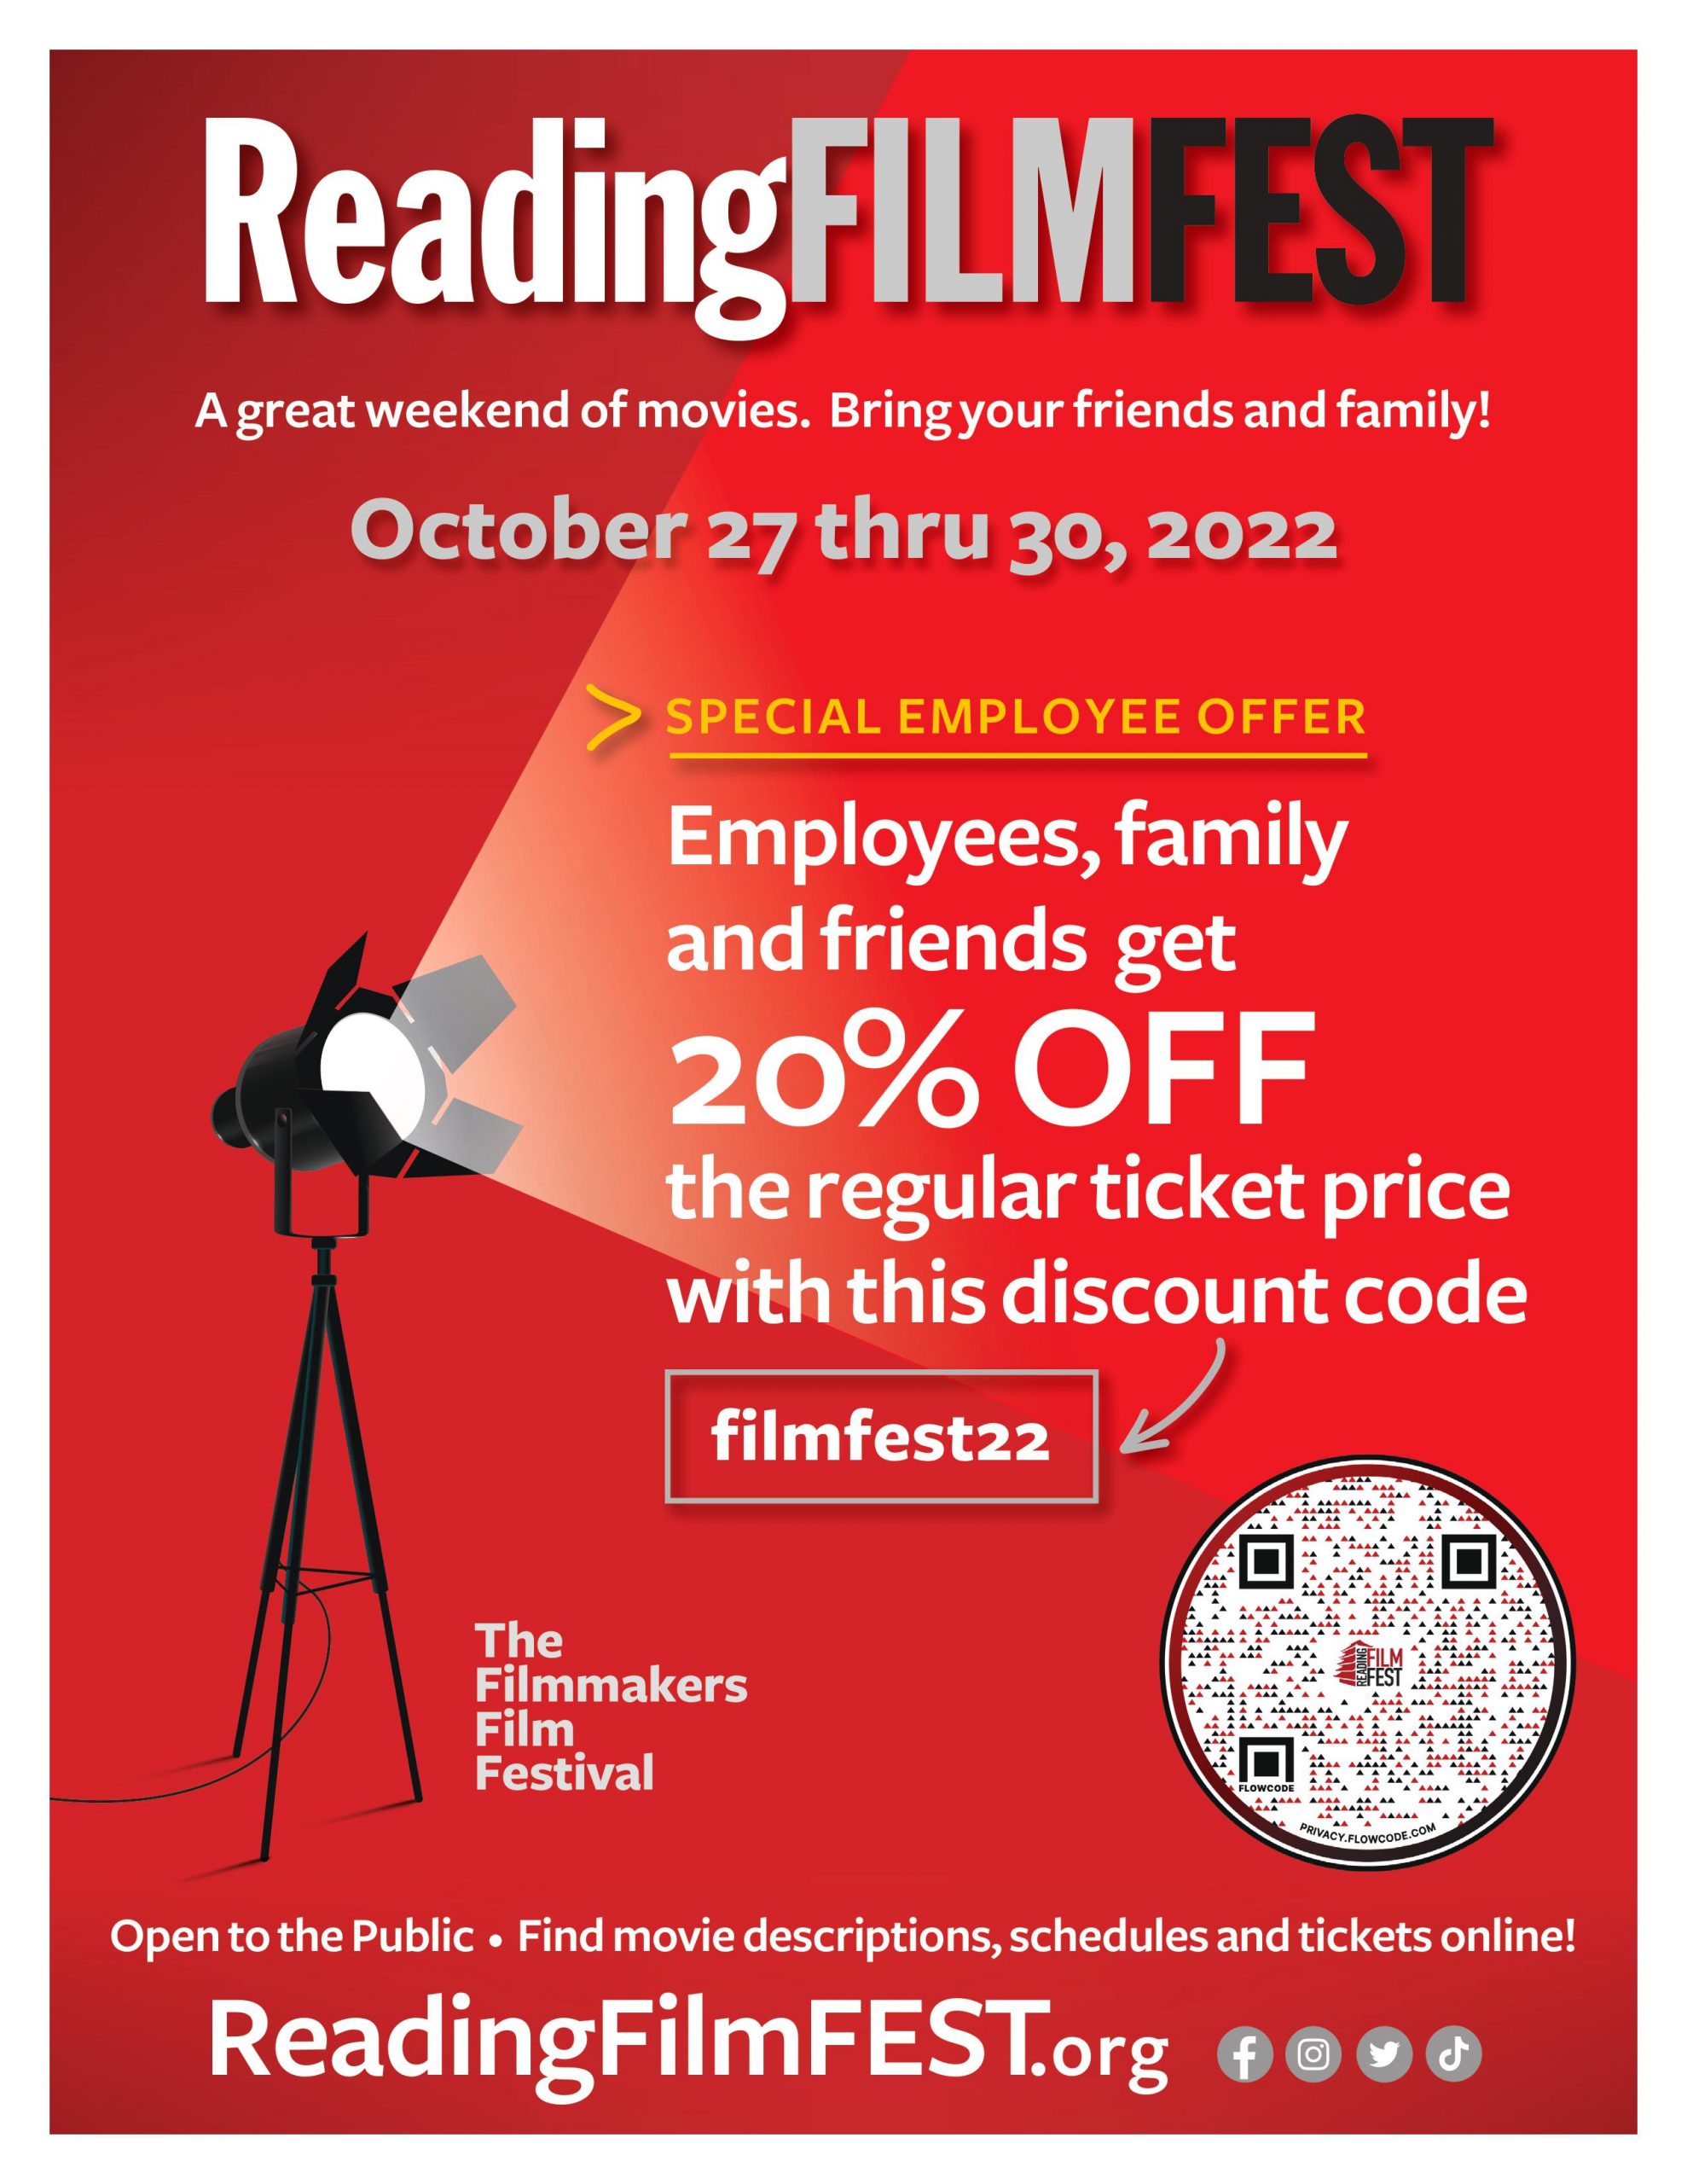 ReadingFILMFEST
A great weekend of movies. Bring your friends and family!
October 27 thru 30, 2022
> SPECIAL EMPLOYEE OFFER
Employees, family
and friends get
20% OFF
the regular ticket price
with this discount code
filmfest22
READING
FILM
FEST
FLOWCODE
PRIVACY.FLOWCODE.COM
The
Filmmakers
Film
Festival
Open to the Public • Find movie descriptions, schedules and tickets online!
ReadingFilmFEST.org